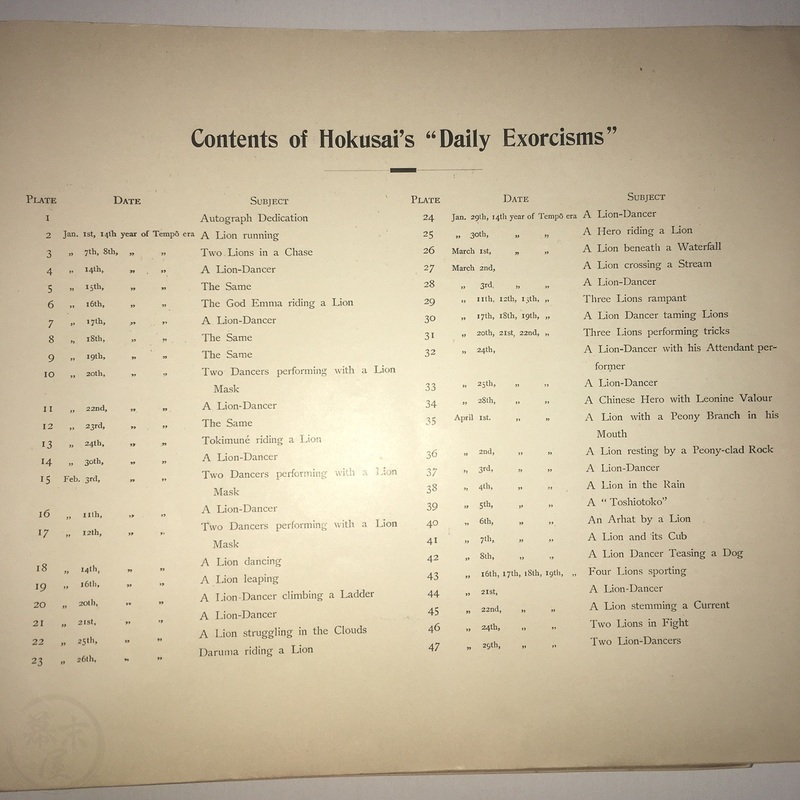 Contents of Hokusai's “Daily Exorcisms”
PLATE DATE SUBJECT
1 Autograph Dedication
2 Jan. 1st, 14th year of Tempō era A Lion running
3 „ 7th, 8th, „ „ Two Lions in a Chase
4 „ 14th, „ „ A Lion-Dancer
5 „ 15th, „ „ The Same
6 „ 16th, „ „ The God Emma riding a Lion
7 „ 17th, „ „ A Lion-Dancer
8 „ 18th, „ „ The Same
9 „ 19th, „ „ The Same
10 „ 20th, „ „ Two Dancers performing with a Lion
Mask
11 „ 22nd, „ „ A Lion-Dancer
12 „ 23rd, „ „ The Same
13 „ 24th, „ „ Tokimuné riding a Lion
14 „ 30th, „ „ A Lion-Dancer
15 Feb. 3rd, „ „ Two Dancers performing with a Lion
Mask
16 „ 11th, „ „ A Lion-Dancer
17 „ 12th, „ „ Two Dancers performing with a Lion
Mask
18 „ 14th, „ „ A Lion dancing
19 „ 16th, „ „ A Lion leaping
20 „ 20th, „ „ A Lion-Dancer climbing a Ladder
21 „ 21st, „ „ A Lion-Dancer
22 „ 25th, „ „ A Lion struggling in the Clouds
23 „ 26th, „ „ Daruma riding a Lion
PLATE DATE SUBJECT
24 Jan. 29th, 14th year of Tempō era A Lion-Dancer
25 „ 30th, „ „ A Hero riding a Lion
26 March 1st, „ „ A Lion beneath a Waterfall
27 March 2nd, „ „ A Lion crossing a Stream
28 „ 3rd, „ „ A Lion-Dancer
29 „ 11th, 12th, 13th, „ Three Lions rampant
30 „ 17th, 18th, 19th, „ A Lion Dancer taming Lions
31 „ 20th, 21st, 22nd, „ Three Lions performing tricks
32 „ 24th, „ „ A Lion-Dancer with his Attendant per-
former
33 „ 25th, „ „ A Lion-Dancer
34 „ 28th, „ „ A Chinese Hero with Leonine Valour
35 April 1st. „ „ A Lion with a Peony Branch in his
Mouth
36 „ 2nd, „ „ A Lion resting by a Peony-clad Rock
37 „ 3rd, „ „ A Lion-Dancer
38 „ 4th, „ „ A Lion in the Rain
39 „ 5th, „ „ A “ Toshiotoko”
40 „ 6th, „ „ An Arhat by a Lion
41 „ 7th, „ „ A Lion and its Cub
42 „ 8th, „ „ A Lion Dancer Teasing a Dog
43 „ 16th, 17th, 18th, 19th, „ Four Lions sporting
44 „ 21st, A Lion-Dancer
45 „ 22nd, „ „ A Lion stemming a Current
46 „ 24th, „ „ Two Lions in Fight
47 „ 29th, „ „ Two Lion-Dancers